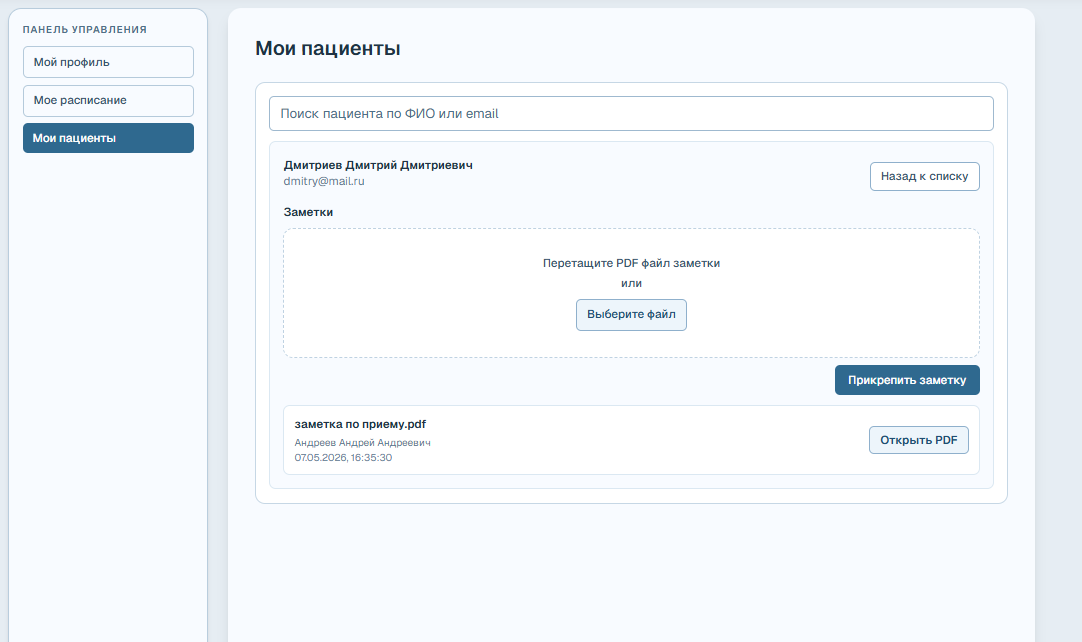 ПАНЕЛЬ УПРАВЛЕНИЯ
Мой профиль
Мое расписание
Мои пациенты
Мои пациенты
Поиск пациента по ФИО или email
Дмитриев Дмитрий Дмитриевич
dmitry@mail.ru
Назад к списку
Заметки
Перетащите PDF файл заметки
или
Выберите файл
Прикрепить заметку
заметка по приему.pdf
Андреев Андрей Андреевич
07.05.2026, 16:35:30
Открыть PDF